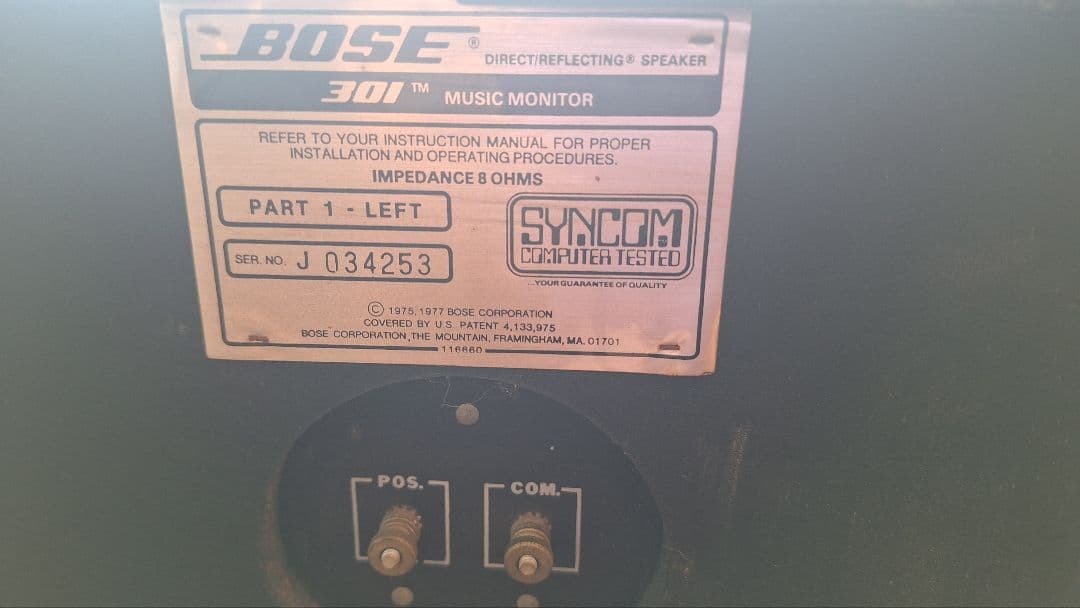 BOSE®
DIRECT/REFLECTING® SPEAKER
301™ MUSIC MONITOR
REFER TO YOUR INSTRUCTION MANUAL FOR PROPER
INSTALLATION AND OPERATING PROCEDURES.
IMPEDANCE 8 OHMS
PART 1 - LEFT
SER. NO. J 034253
SYNCOM
COMPUTER TESTED
...YOUR GUARANTEE OF QUALITY
© 1975, 1977 BOSE CORPORATION
COVERED BY U.S. PATENT 4,133,975
BOSE CORPORATION, THE MOUNTAIN, FRAMINGHAM, MA. 01701
116660
POS.
COM.